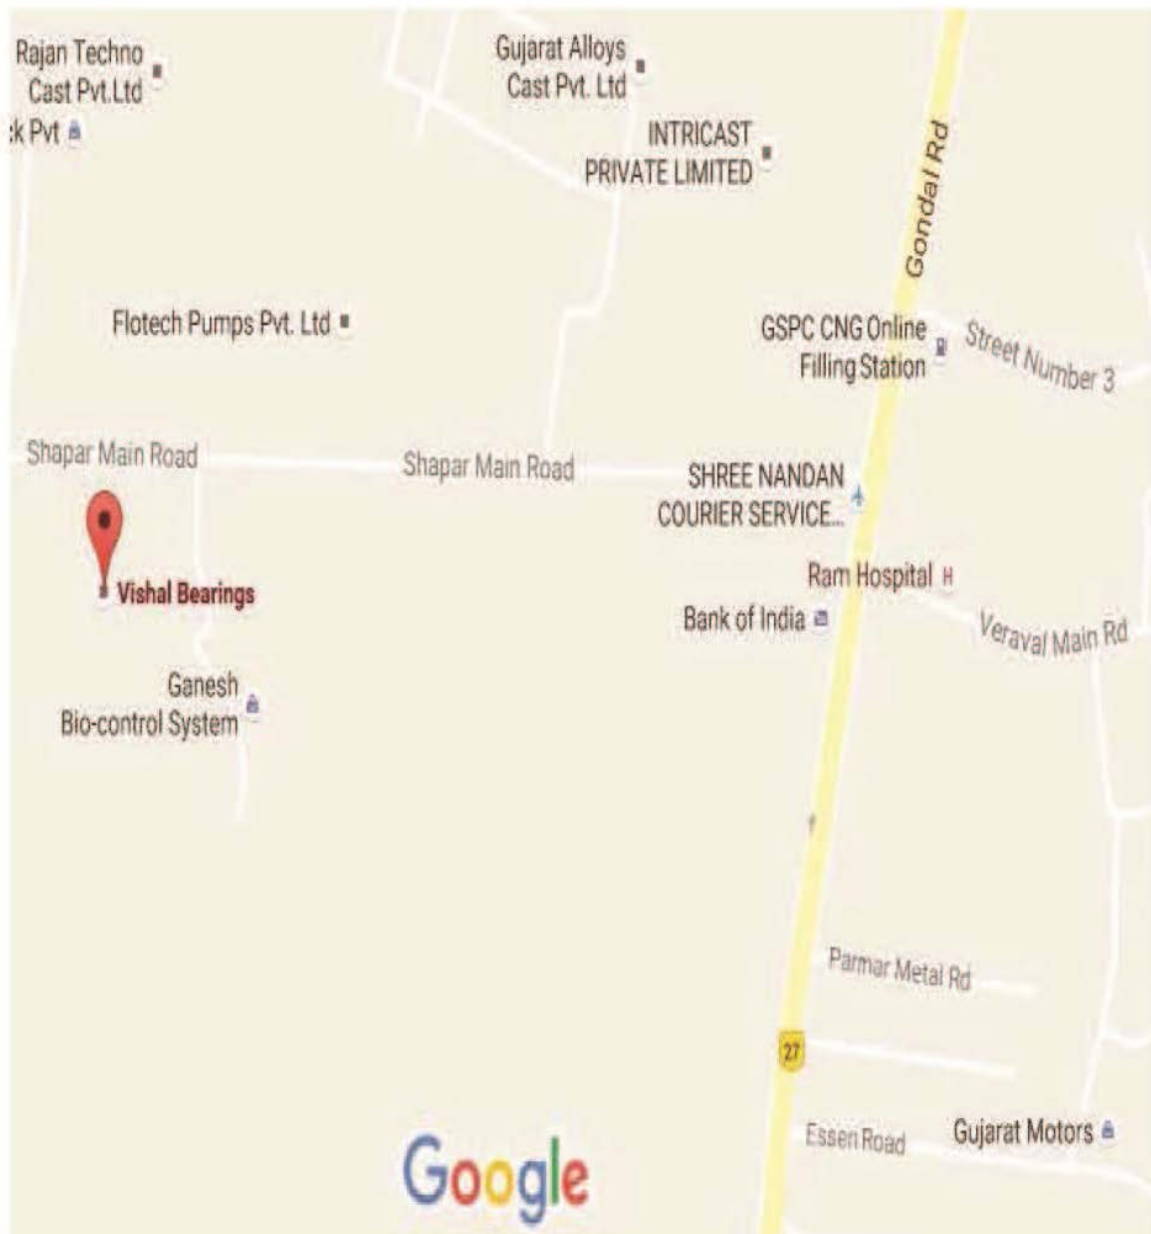 Rajan Techno
Cast Pvt.Ltd
ck Pvt
Gujarat Alloys
Cast Pvt. Ltd
INTRICAST
PRIVATE LIMITED
Gondal Rd
Flotech Pumps Pvt. Ltd
GSPC CNG Online
Filling Station
Street Number 3
Shapar Main Road
Shapar Main Road
SHREE NANDAN
COURIER SERVICE...
Vishal Bearings
Ram Hospital H
Bank of India
Veraval Main Rd
Ganesh
Bio-control System
Parmar Metal Rd
27
Essen Road
Gujarat Motors
Google